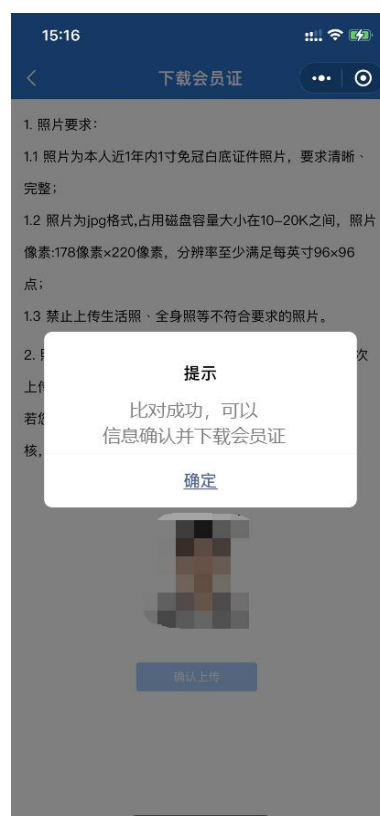 15:16
下载会员证
1. 照片要求：
1.1 照片为本人近1年内1寸免冠白底证件照片，要求清晰、
完整；
1.2 照片为jpg格式,占用磁盘容量大小在10–20K之间，照片
像素:178像素×220像素，分辨率至少满足每英寸96×96
点；
1.3 禁止上传生活照、全身照等不符合要求的照片。
2.
次
上
提示
若
比对成功，可以
核，
信息确认并下载会员证
确定
确认上传